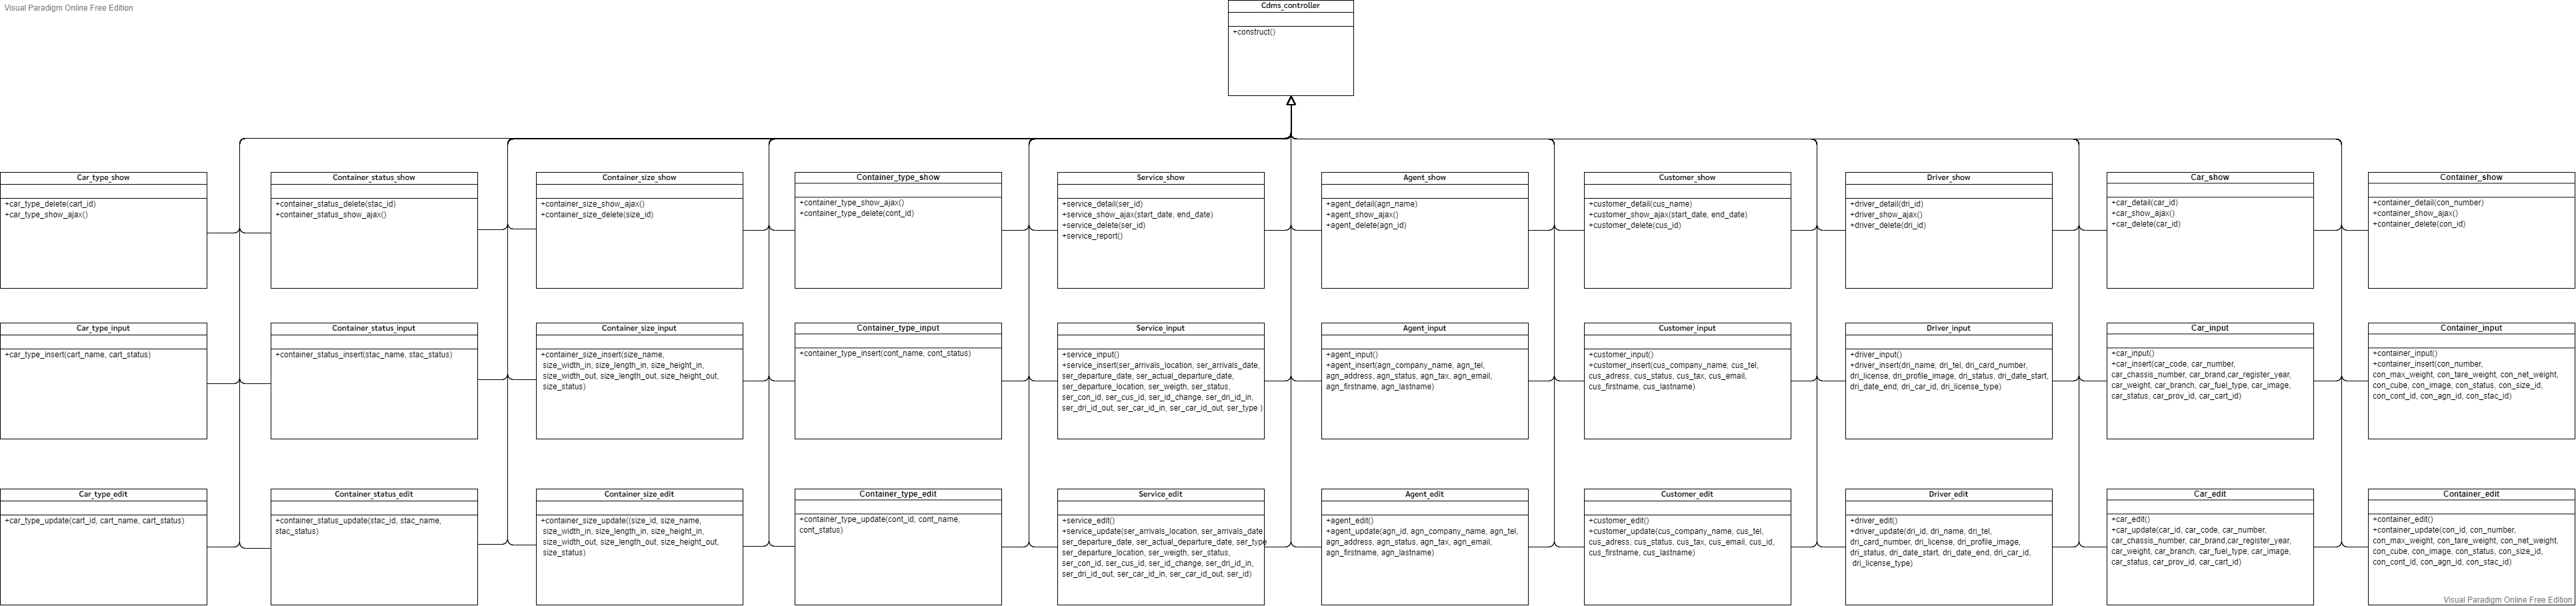 Visual Paradigm Online Free Edition
Cdms_controller
+construct()
Car_type_show
+car_type_delete(cart_id)
+car_type_show_ajax()
Container_status_show
+container_status_delete(stac_id)
+container_status_show_ajax()
Container_size_show
+container_size_show_ajax()
+container_size_delete(size_id)
Container_type_show
+container_type_show_ajax()
+container_type_delete(cont_id)
Service_show
+service_detail(ser_id)
+service_show_ajax(start_date, end_date)
+service_delete(ser_id)
+service_report()
Agent_show
+agent_detail(agn_name)
+agent_show_ajax()
+agent_delete(agn_id)
Customer_show
+customer_detail(cus_name)
+customer_show_ajax(start_date, end_date)
+customer_delete(cus_id)
Driver_show
+driver_detail(dri_id)
+driver_show_ajax()
+driver_delete(dri_id)
Car_show
+car_detail(car_id)
+car_show_ajax()
+car_delete(car_id)
Container_show
+container_detail(con_number)
+container_show_ajax()
+container_delete(con_id)
Car_type_input
+car_type_insert(cart_name, cart_status)
Container_status_input
+container_status_insert(stac_name, stac_status)
Container_size_input
+container_size_insert(size_name,
size_width_in, size_length_in, size_height_in,
size_width_out, size_length_out, size_height_out,
size_status)
Container_type_input
+container_type_insert(cont_name, cont_status)
Service_input
+service_input()
+service_insert(ser_arrivals_location, ser_arrivals_date,
ser_departure_date, ser_actual_departure_date,
ser_departure_location, ser_weigth, ser_status,
ser_con_id, ser_cus_id, ser_id_change, ser_dri_id_in,
ser_dri_id_out, ser_car_id_in, ser_car_id_out, ser_type )
Agent_input
+agent_input()
+agent_insert(agn_company_name, agn_tel,
agn_address, agn_status, agn_tax, agn_email,
agn_firstname, agn_lastname)
Customer_input
+customer_input()
+customer_insert(cus_company_name, cus_tel,
cus_adress, cus_status, cus_tax, cus_email,
cus_firstname, cus_lastname)
Driver_input
+driver_input()
+driver_insert(dri_name, dri_tel, dri_card_number,
dri_license, dri_profile_image, dri_status, dri_date_start,
dri_date_end, dri_car_id, dri_license_type)
Car_input
+car_input()
+car_insert(car_code, car_number,
car_chassis_number, car_brand,car_register_year,
car_weight, car_branch, car_fuel_type, car_image,
car_status, car_prov_id, car_cart_id)
Container_input
+container_input()
+container_insert(con_number,
con_max_weight, con_tare_weight, con_net_weight,
con_cube, con_image, con_status, con_size_id,
con_cont_id, con_agn_id, con_stac_id)
Car_type_edit
+car_type_update(cart_id, cart_name, cart_status)
Container_status_edit
+container_status_update(stac_id, stac_name,
stac_status)
Container_size_edit
+container_size_update((size_id, size_name,
size_width_in, size_length_in, size_height_in,
size_width_out, size_length_out, size_height_out,
size_status)
Container_type_edit
+container_type_update(cont_id, cont_name,
cont_status)
Service_edit
+service_edit()
+service_update(ser_arrivals_location, ser_arrivals_date
ser_departure_date, ser_actual_departure_date, ser_type
ser_departure_location, ser_weigth, ser_status,
ser_con_id, ser_cus_id, ser_id_change, ser_dri_id_in,
ser_dri_id_out, ser_car_id_in, ser_car_id_out, ser_id)
Agent_edit
+agent_edit()
+agent_update(agn_id, agn_company_name, agn_tel,
agn_address, agn_status, agn_tax, agn_email,
agn_firstname, agn_lastname)
Customer_edit
+customer_edit()
+customer_update(cus_company_name, cus_tel,
cus_adress, cus_status, cus_tax, cus_email, cus_id,
cus_firstname, cus_lastname)
Driver_edit
+driver_edit()
+driver_update(dri_id, dri_name, dri_tel,
dri_card_number, dri_license, dri_profile_image,
dri_status, dri_date_start, dri_date_end, dri_car_id,
dri_license_type)
Car_edit
+car_edit()
+car_update(car_id, car_code, car_number,
car_chassis_number, car_brand,car_register_year,
car_weight, car_branch, car_fuel_type, car_image,
car_status, car_prov_id, car_cart_id)
Container_edit
+container_edit()
+container_update(con_id, con_number,
con_max_weight, con_tare_weight, con_net_weight,
con_cube, con_image, con_status, con_size_id,
con_cont_id, con_agn_id, con_stac_id)
Visual Paradigm Online Free Edition